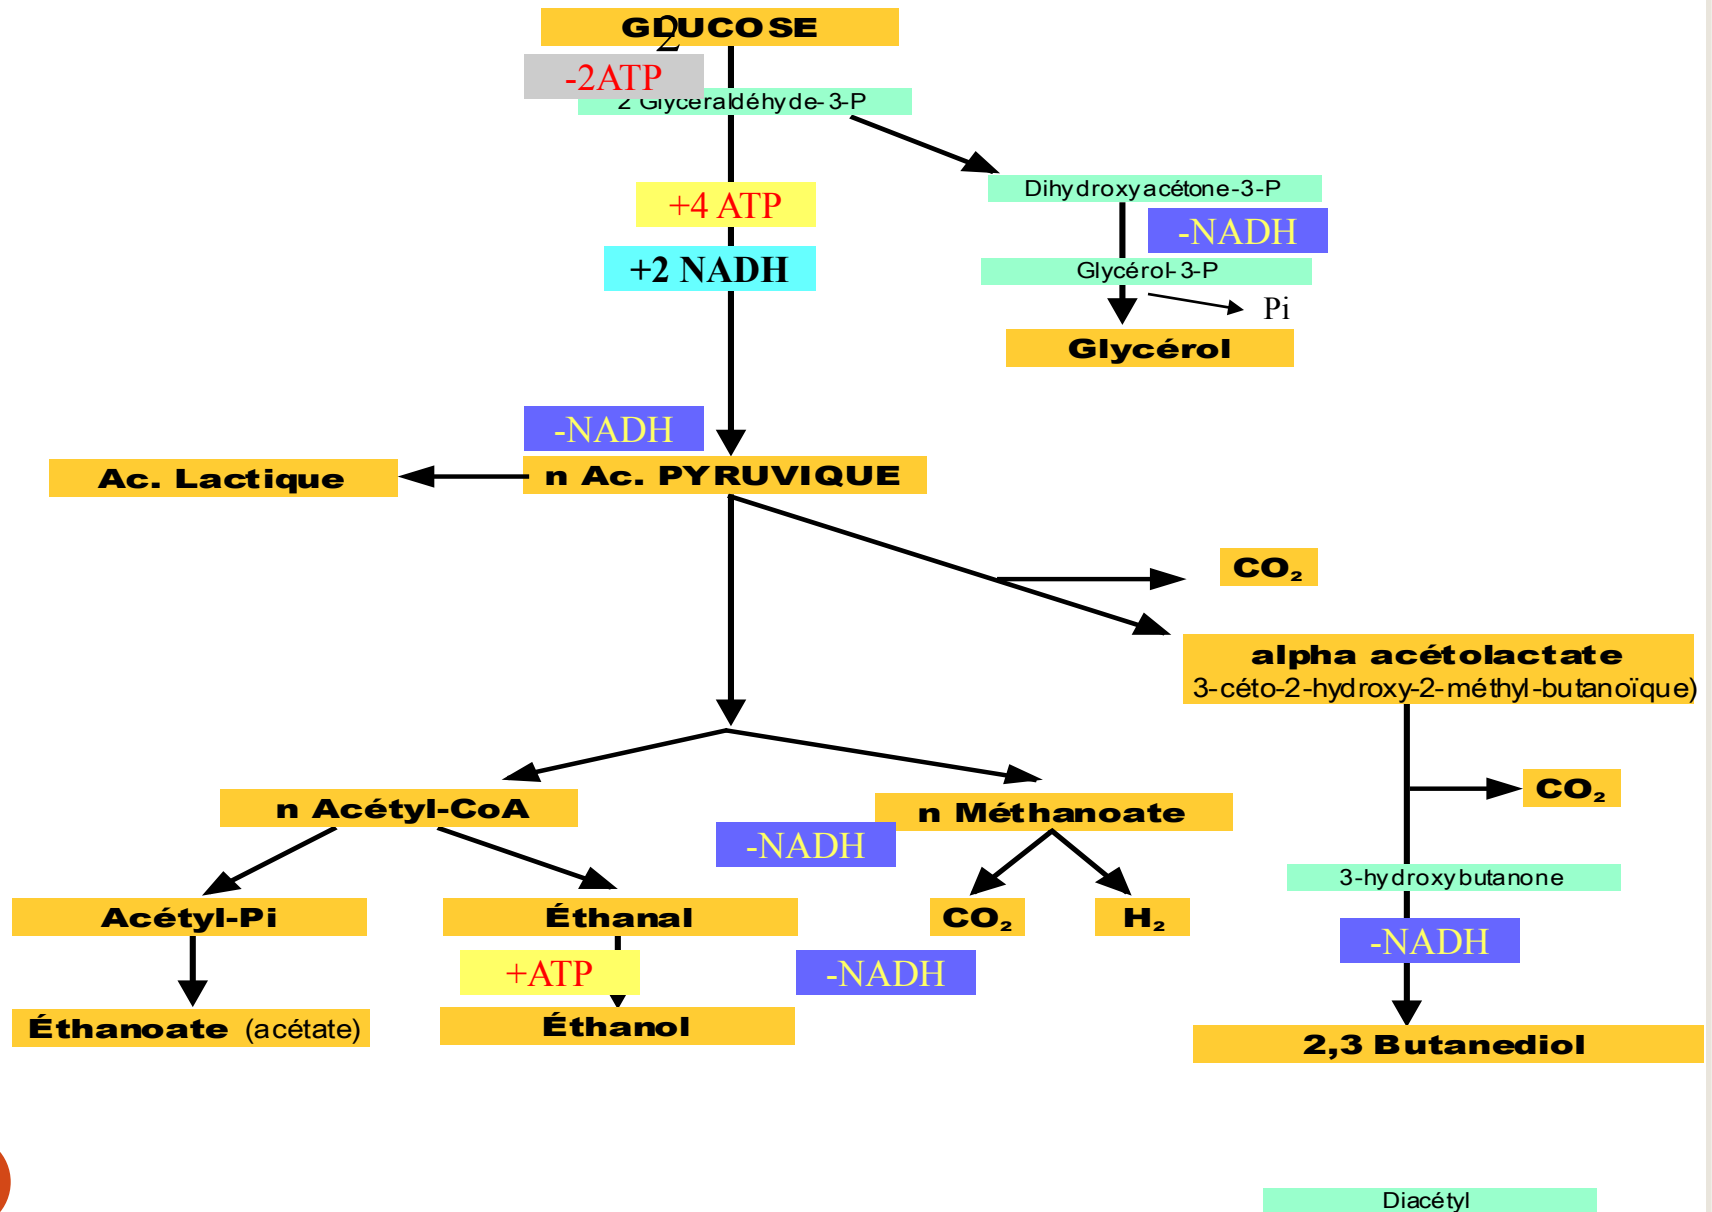 GLUCOSE
2
-2ATP
2 Glycéraldéhyde-3-P
Dihydroxyacétone-3-P
+4 ATP
-NADH
+2 NADH
Glycérol-3-P
Pi
Glycérol
-NADH
Ac. Lactique
n Ac. PYRUVIQUE
CO₂
alpha acétolactate
3-céto-2-hydroxy-2-méthyl-butanoïque)
CO₂
n Acétyl-CoA
n Méthanoate
-NADH
3-hydroxybutanone
Acétyl-Pi
Éthanal
CO₂
H₂
-NADH
+ATP
-NADH
Éthanoate (acétate)
Éthanol
2,3 Butanediol
Diacétyl